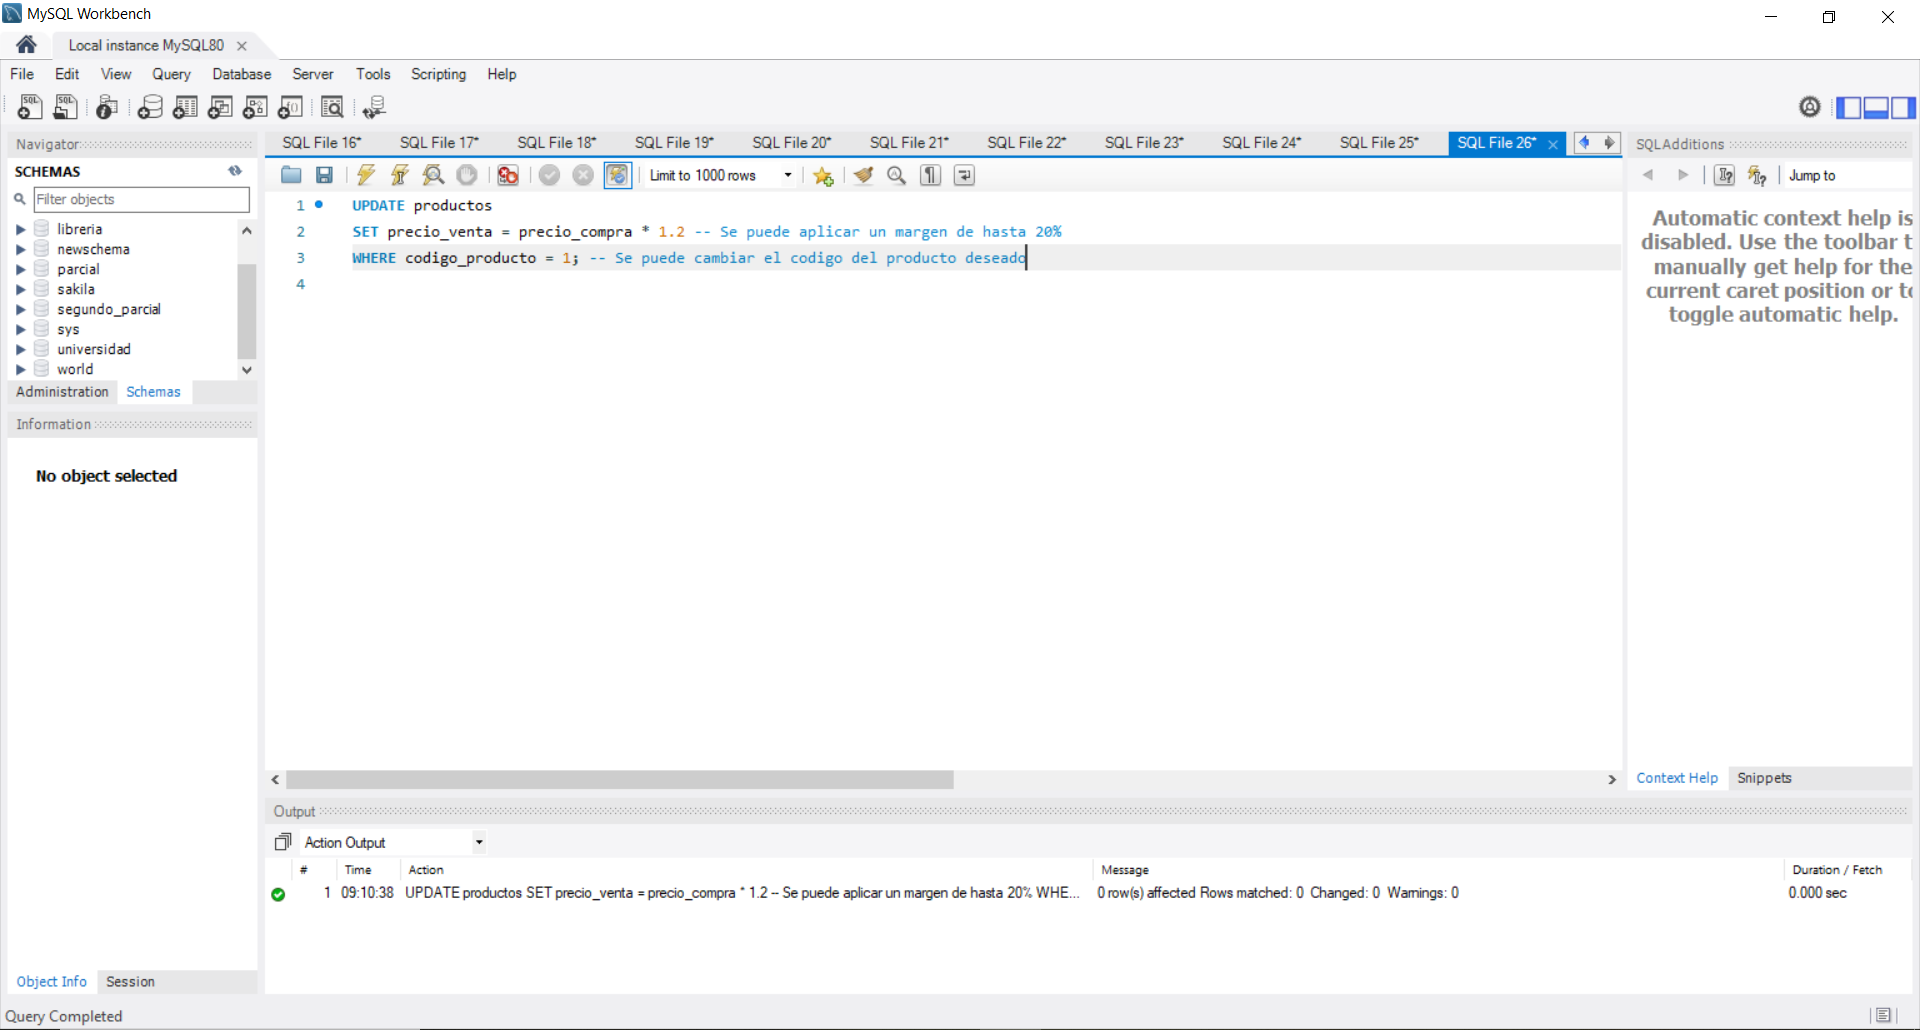 MySQL Workbench
Local instance MySQL80
File Edit View Query Database Server Tools Scripting Help
Navigator
SQL File 16* SQL File 17* SQL File 18* SQL File 19* SQL File 20* SQL File 21* SQL File 22* SQL File 23* SQL File 24* SQL File 25* SQL File 26*
SQLAdditions
SCHEMAS
Limit to 1000 rows
Jump to
Filter objects
libreria
newschema
parcial
sakila
segundo_parcial
sys
universidad
world
Administration Schemas
Information
No object selected
1 UPDATE productos
2 SET precio_venta = precio_compra * 1.2 -- Se puede aplicar un margen de hasta 20%
3 WHERE codigo_producto = 1; -- Se puede cambiar el codigo del producto deseado
4
Automatic context help is
disabled. Use the toolbar t
manually get help for the
current caret position or to
toggle automatic help.
Context Help Snippets
Output
Action Output
# Time Action Message Duration / Fetch
1 09:10:38 UPDATE productos SET precio_venta = precio_compra * 1.2 -- Se puede aplicar un margen de hasta 20% WHE... 0 row(s) affected Rows matched: 0 Changed: 0 Warnings: 0 0.000 sec
Object Info Session
Query Completed